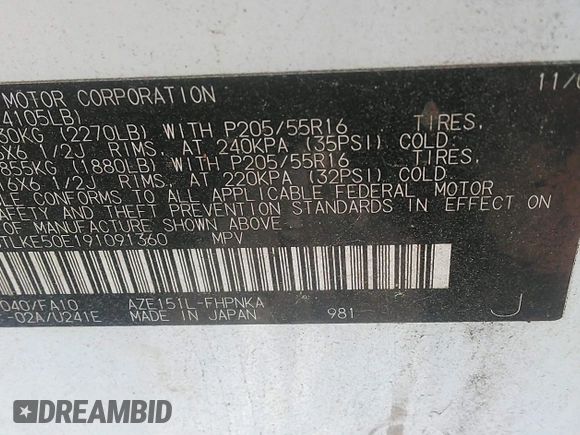 MOTOR CORPORATION 11/0
4105LB)
30KG (2270LB) WITH P205/55R16 TIRES,
6X6 1/2J RIMS, AT 240KPA (35PSI) COLD.
855KG (1880LB) WITH P205/55R16 TIRES,
16X6 1/2J RIMS, AT 220KPA (32PSI) COLD.
LE CONFORMS TO ALL APPLICABLE FEDERAL MOTOR
SAFETY AND THEFT PREVENTION STANDARDS IN EFFECT ON
OF MANUFACTURE SHOWN ABOVE.
TLKE50E191091360 MPV
040/FA10 AZE151L-FHPNKA
-02A/U241E MADE IN JAPAN 981 J
DREAMBID